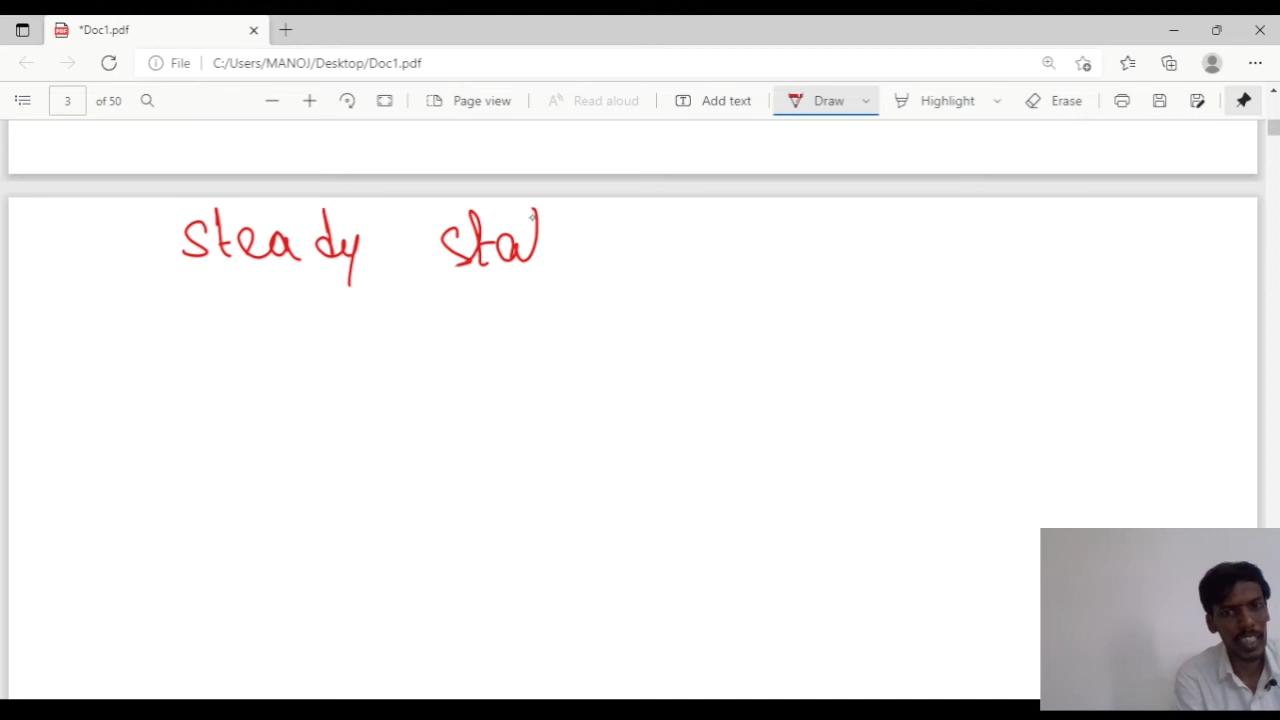 *Doc1.pdf
File C:/Users/MANOJ/Desktop/Doc1.pdf
3 of 50 Page view Read aloud Add text Draw Highlight Erase
steady sta